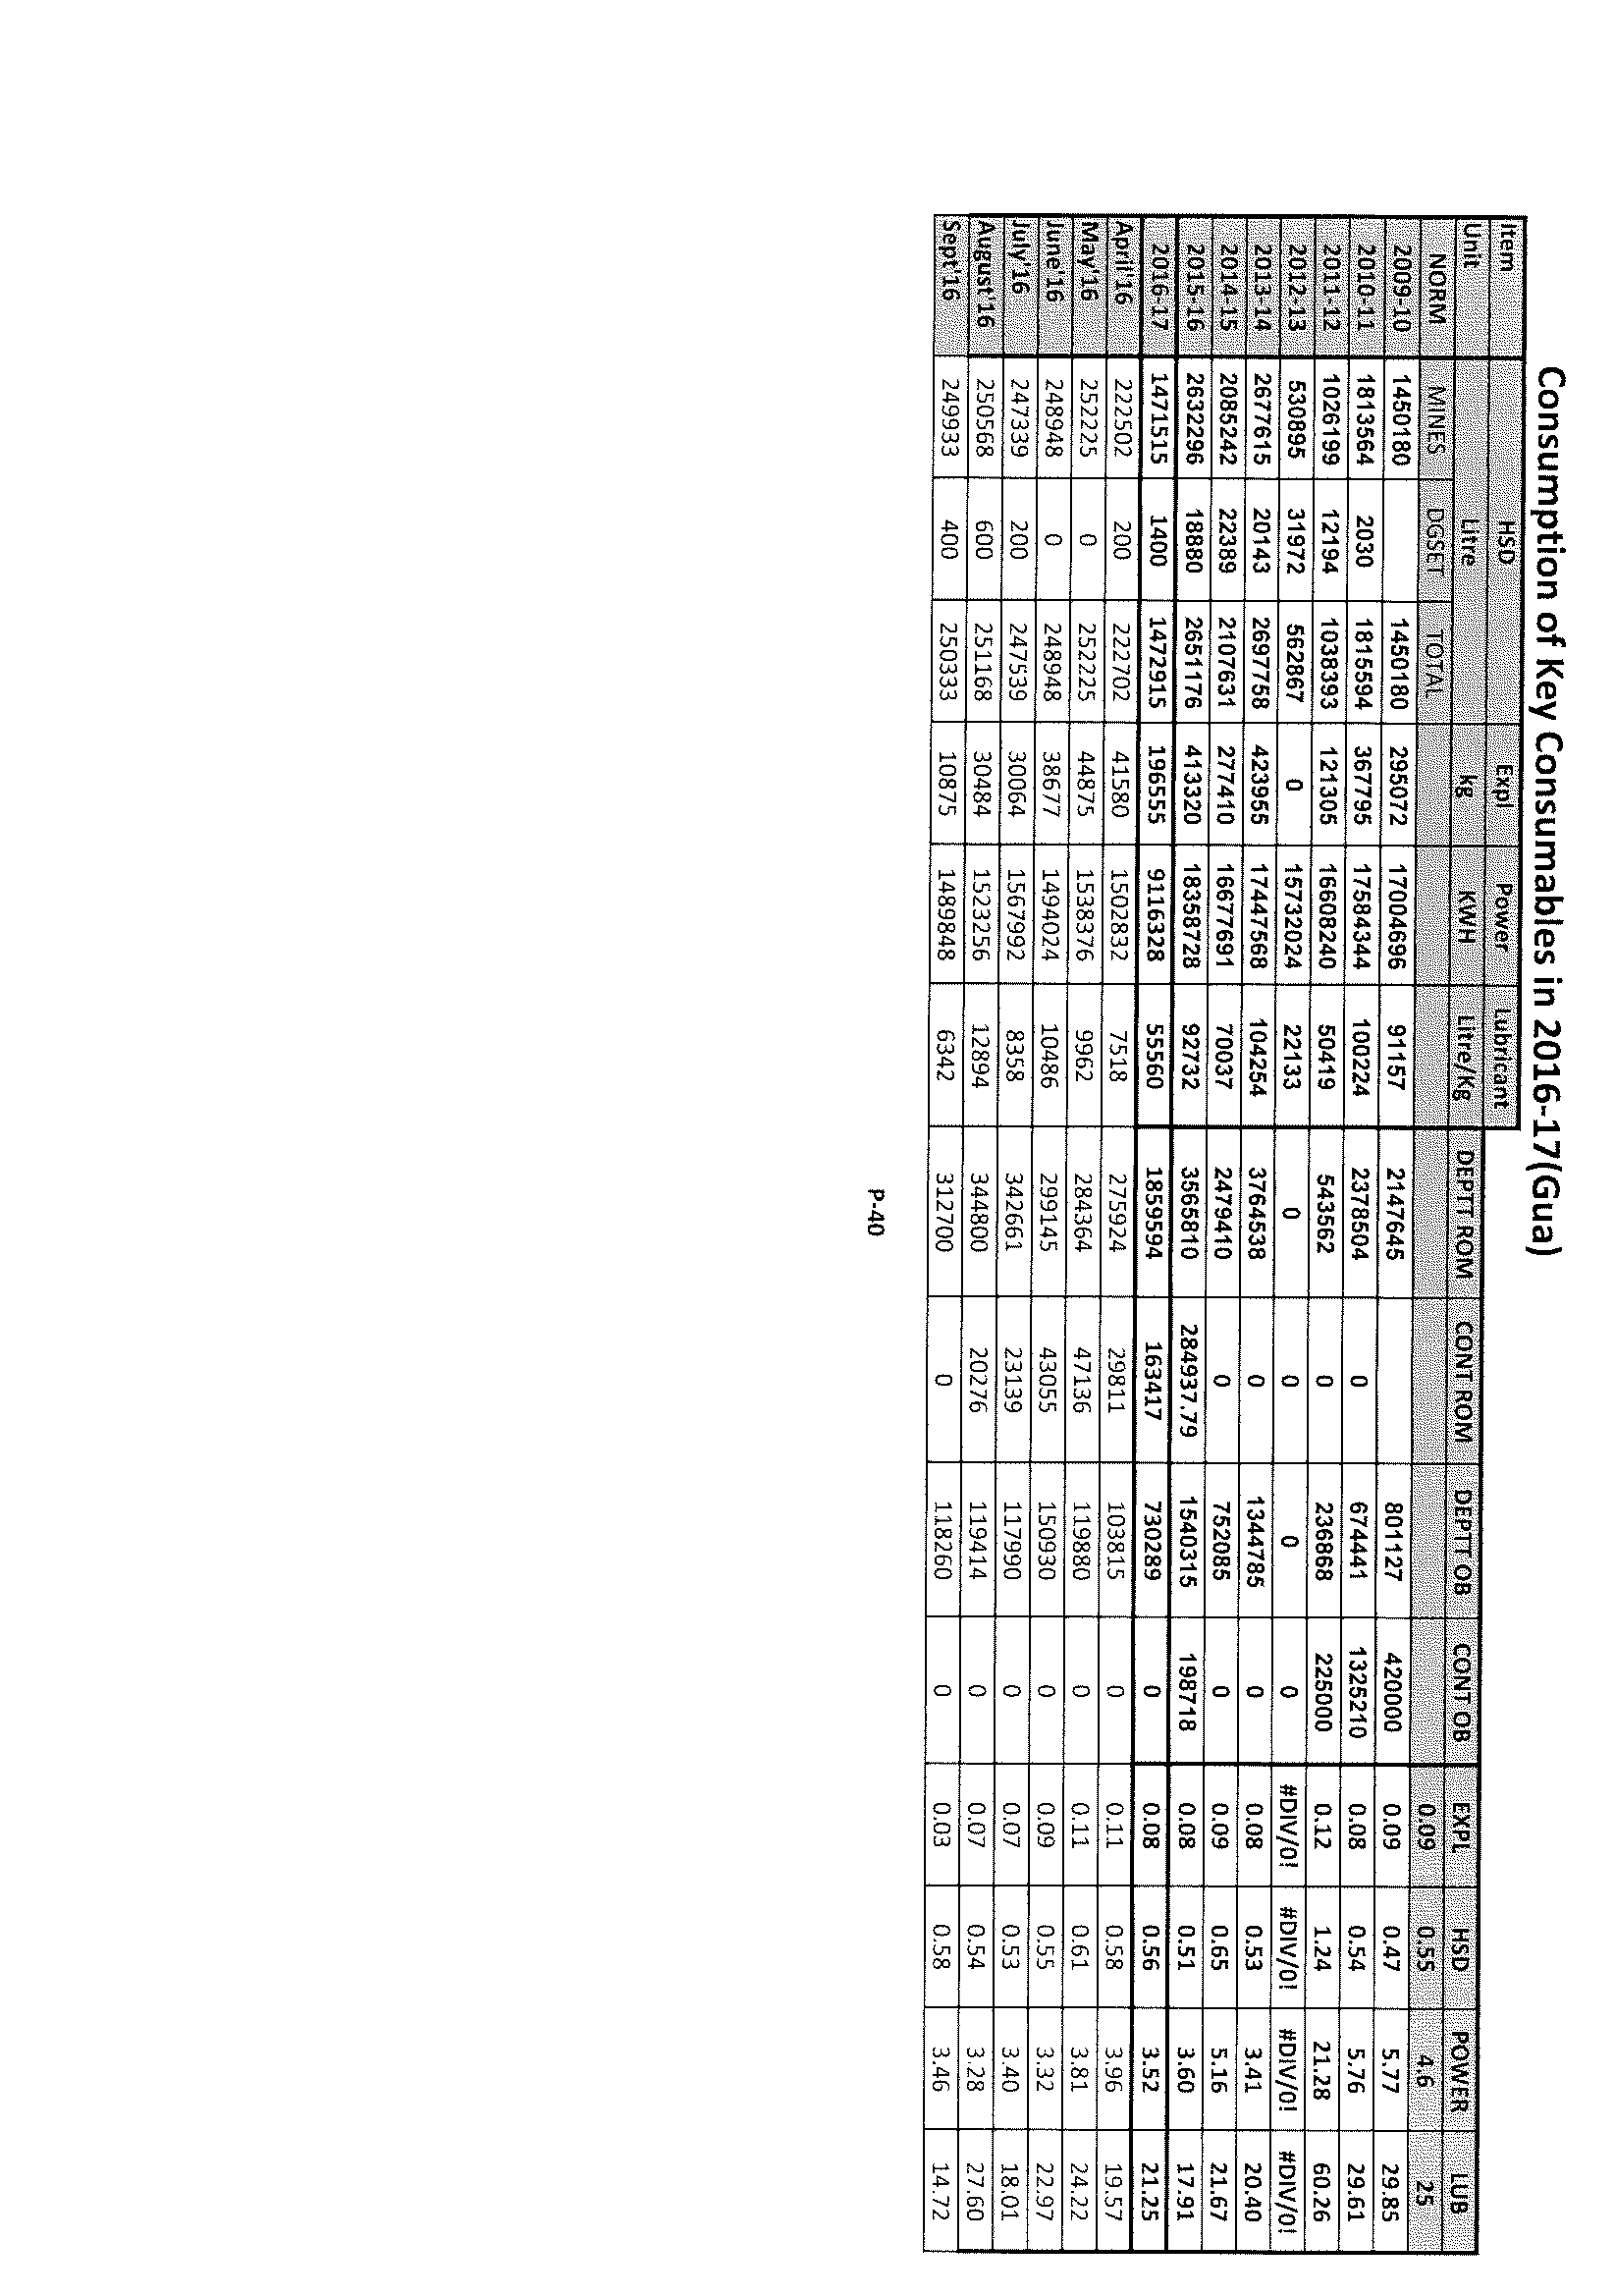 Consumption of Key Consumables in 2016-17(Gua)
Item HSD Expl Power Lubricant
Unit Litre kg KWH Litre/Kg DEPTT ROM CONT ROM DEPTT OB CONT OB EXPL HSD POWER LUB
NORM MINES DGSET TOTAL 0.09 0.55 4.6 25
2009-10 1450180 1450180 295072 17004696 91157 2147645 801127 420000 0.09 0.47 5.77 29.85
2010-11 1813564 2030 1815594 367795 17584344 100224 2378504 0 674441 1325210 0.08 0.54 5.76 29.61
2011-12 1026199 12194 1038393 121305 16608240 50419 543562 0 236868 225000 0.12 1.24 21.28 60.26
2012-13 530895 31972 562867 0 15732024 22133 0 0 0 0 #DIV/0! #DIV/0! #DIV/0! #DIV/0!
2013-14 2677615 20143 2697758 423955 17447568 104254 3764538 0 1344785 0 0.08 0.53 3.41 20.40
2014-15 2085242 22389 2107631 277410 16677691 70037 2479410 0 752085 0 0.09 0.65 5.16 21.67
2015-16 2632296 18880 2651176 413320 18358728 92732 3565810 284937.79 1540315 198718 0.08 0.51 3.60 17.91
2016-17 1471515 1400 1472915 196555 9116328 55560 1859594 163417 730289 0 0.08 0.56 3.52 21.25
April'16 222502 200 222702 41580 1502832 7518 275924 29811 103815 0 0.11 0.58 3.96 19.57
May'16 252225 0 252225 44875 1538376 9962 284364 47136 119880 0 0.11 0.61 3.81 24.22
June'16 248948 0 248948 38677 1494024 10486 299145 43055 150930 0 0.09 0.55 3.32 22.97
July'16 247339 200 247539 30064 1567992 8358 342661 23139 117990 0 0.07 0.53 3.40 18.01
August'16 250568 600 251168 30484 1523256 12894 344800 20276 119414 0 0.07 0.54 3.28 27.60
Sept'16 249933 400 250333 10875 1489848 6342 312700 0 118260 0 0.03 0.58 3.46 14.72
P-40